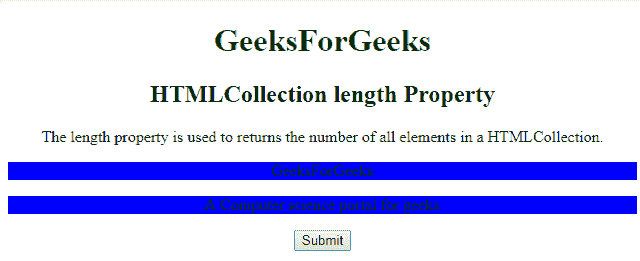 GeeksForGeeks
HTMLCollection length Property
The length property is used to returns the number of all elements in a HTMLCollection.
GeeksforGeeks
A Computer science portal for geeks.
Submit